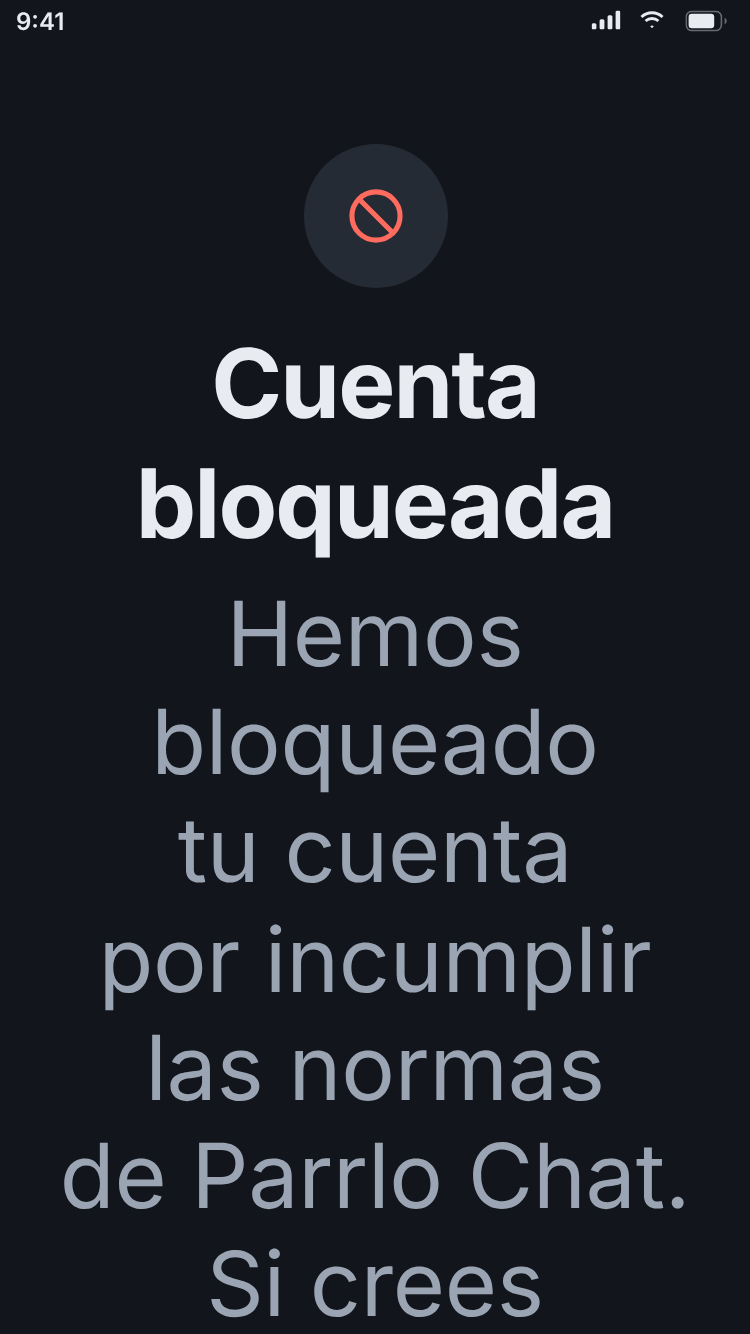 9:41
Cuenta
bloqueada
Hemos
bloqueado
tu cuenta
por incumplir
las normas
de Parrlo Chat.
Si crees